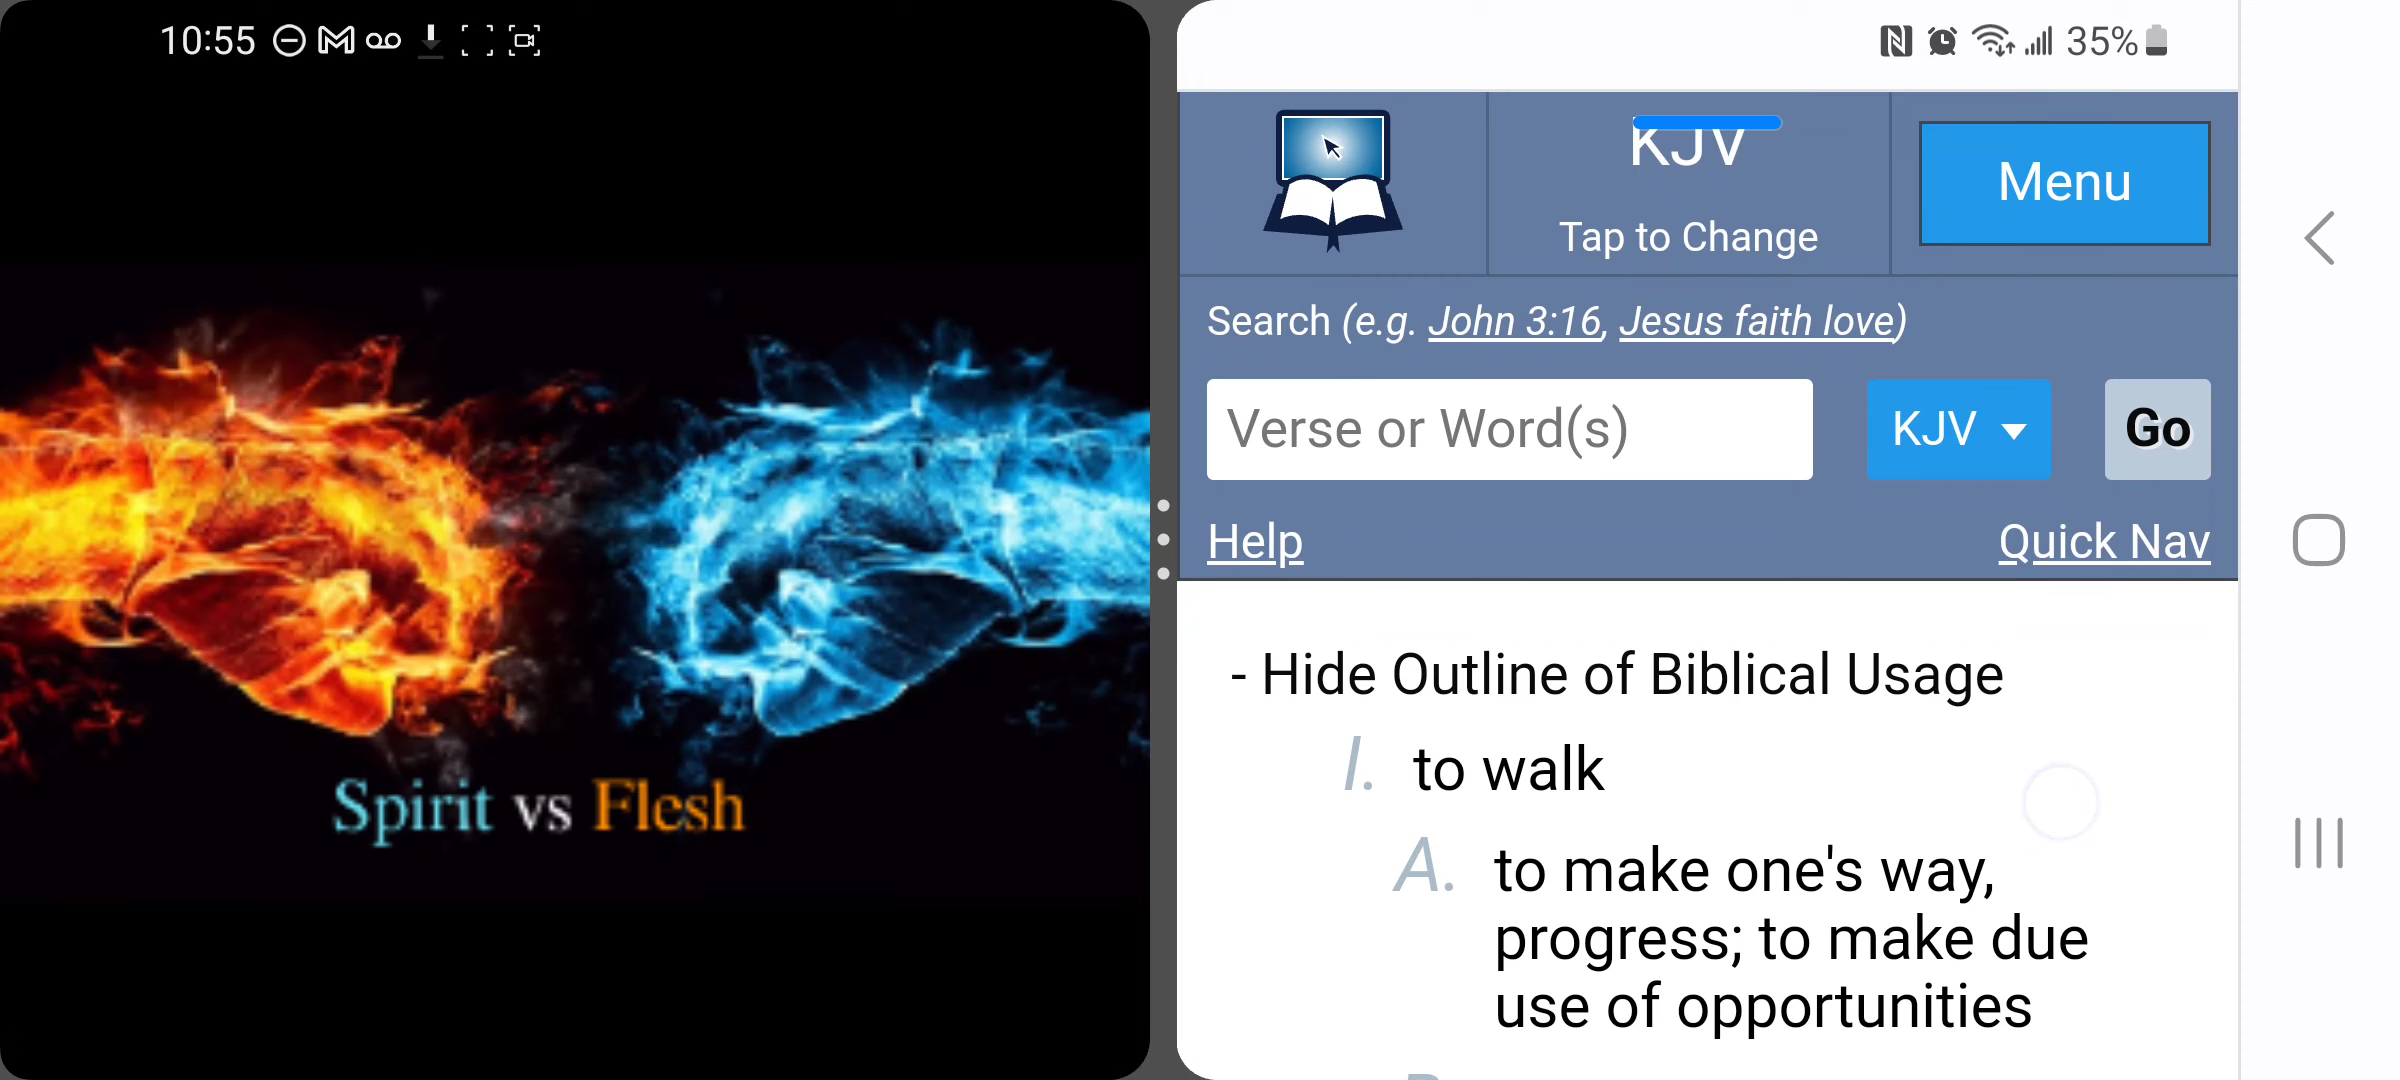 10:55
35%
Spirit vs Flesh
KJV
Tap to Change
Menu
Search (e.g. John 3:16, Jesus faith love)
Verse or Word(s)
KJV
Go
Help
Quick Nav
- Hide Outline of Biblical Usage
I. to walk
A. to make one's way,
progress; to make due
use of opportunities